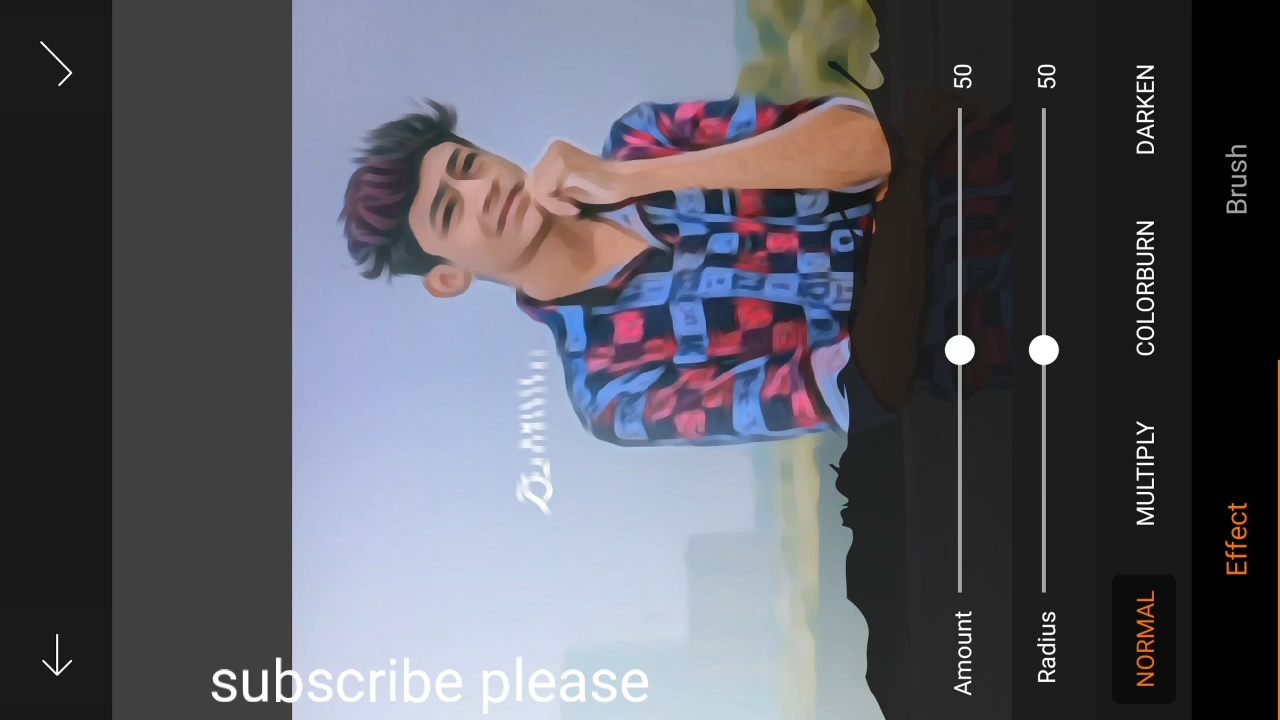 subscribe please
Amount 50
Radius 50
NORMAL MULTIPLY COLORBURN DARKEN
Effect Brush